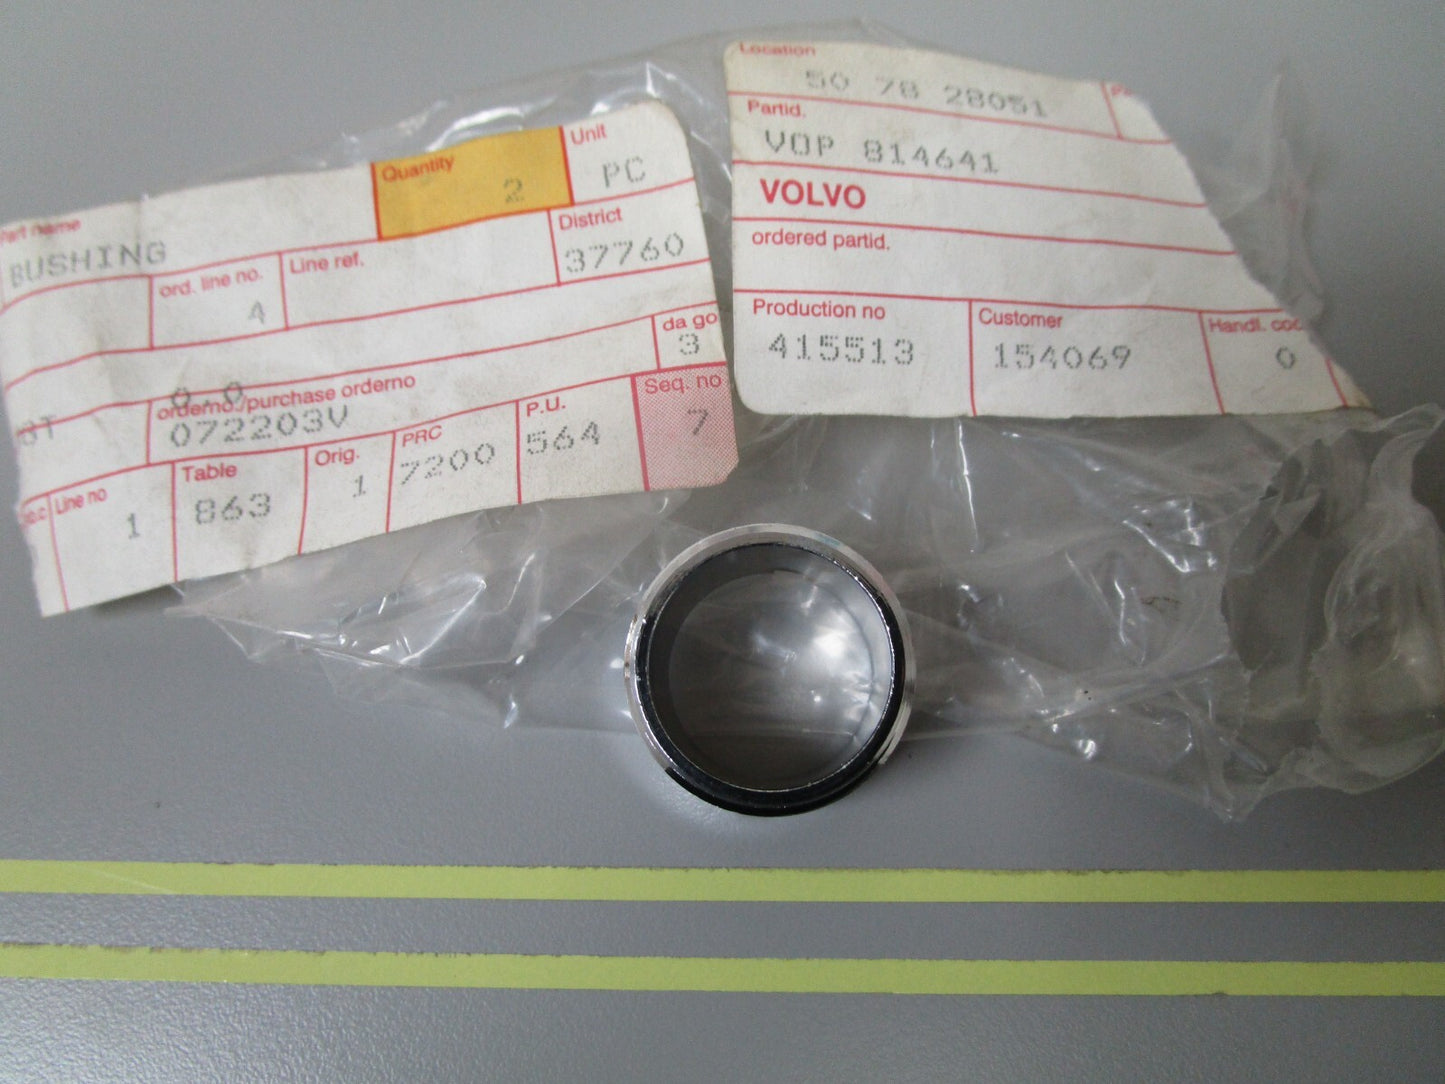 Part name
BUSHING
Quantity
2
Unit
PC
ord. line no.
4
Line ref.
District
37760
da go
3
0.0
orderno./purchase orderno
072203V
Seq. no
7
Line no
1
Table
863
Orig.
1
PRC
7200
P.U.
564
Location
50 78 28051
Partid.
VOP 814641
VOLVO
ordered partid.
Production no
415513
Customer
154069
Handl. coc
0